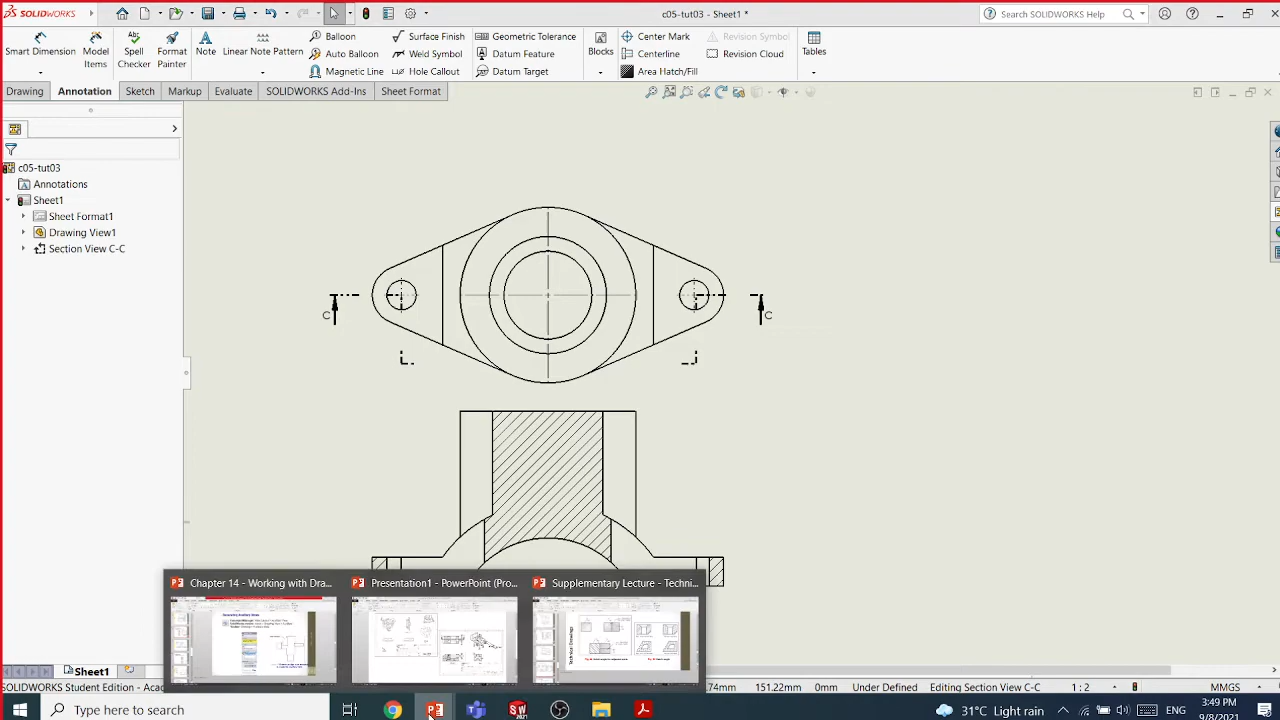 SOLIDWORKS
c05-tut03 - Sheet1 *
Search SOLIDWORKS Help
Smart Dimension
Model Items
Spell Checker
Format Painter
Note
Linear Note Pattern
Balloon
Auto Balloon
Magnetic Line
Surface Finish
Weld Symbol
Hole Callout
Geometric Tolerance
Datum Feature
Datum Target
Blocks
Center Mark
Centerline
Area Hatch/Fill
Revision Symbol
Revision Cloud
Tables
Drawing
Annotation
Sketch
Markup
Evaluate
SOLIDWORKS Add-Ins
Sheet Format
c05-tut03
Annotations
Sheet1
Sheet Format1
Drawing View1
Section View C-C
C
C
Chapter 14 - Working with Dra...
Presentation1 - PowerPoint (Pro...
Supplementary Lecture - Techni...
Sheet1
SOLIDWORKS Student Edition - Aca
.74mm
151.22mm
0mm
Under Defined
Editing Section View C-C
1 : 2
MMGS
Type here to search
31°C Light rain
ENG
3:49 PM